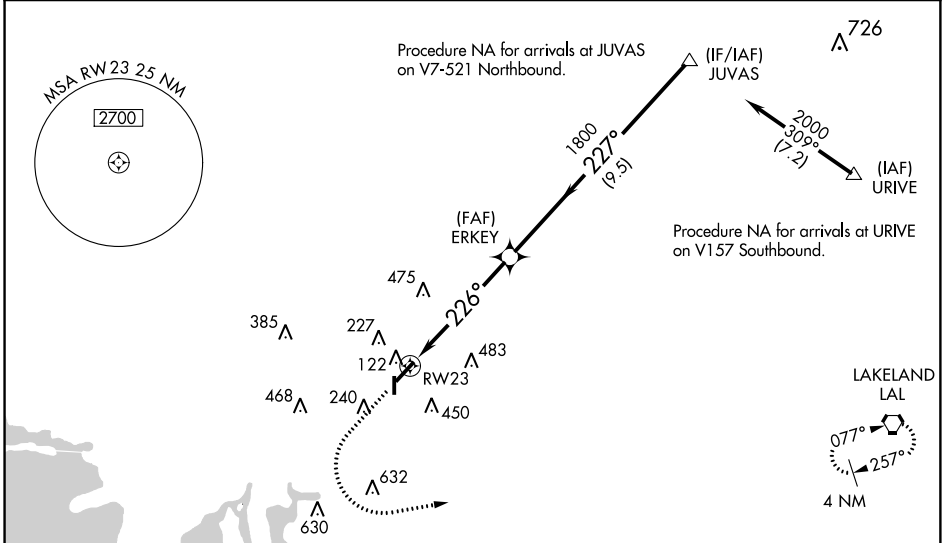 MSA RW 23 25 NM
2700
Procedure NA for arrivals at JUVAS
on V7-521 Northbound.
(IF/IAF)
JUVAS
726
1800
227°
(9.5)
2000
309°
(7.2)
(IAF)
URIVE
Procedure NA for arrivals at URIVE
on V157 Southbound.
(FAF)
ERKEY
475
226°
385
227
122
483
RW23
468
240
450
LAKELAND
LAL
077°
257°
4 NM
632
630